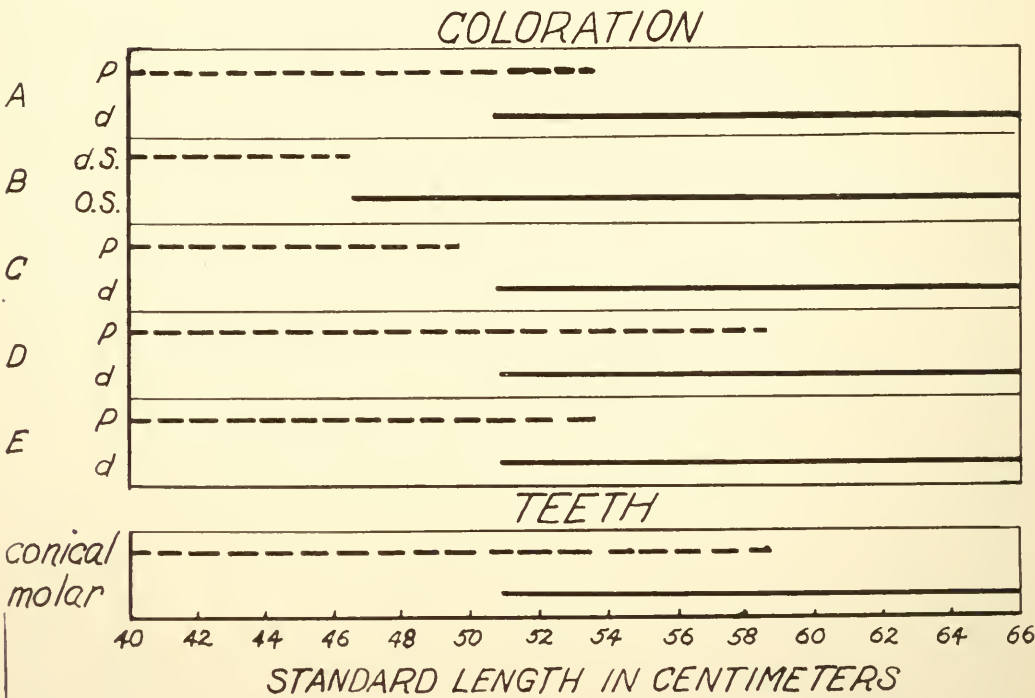 COLORATION
A
p
d
B
d.S.
O.S.
C
p
d
D
p
d
E
p
d
TEETH
conical
molar
40 42 44 46 48 50 52 54 56 58 60 62 64 66
STANDARD LENGTH IN CENTIMETERS